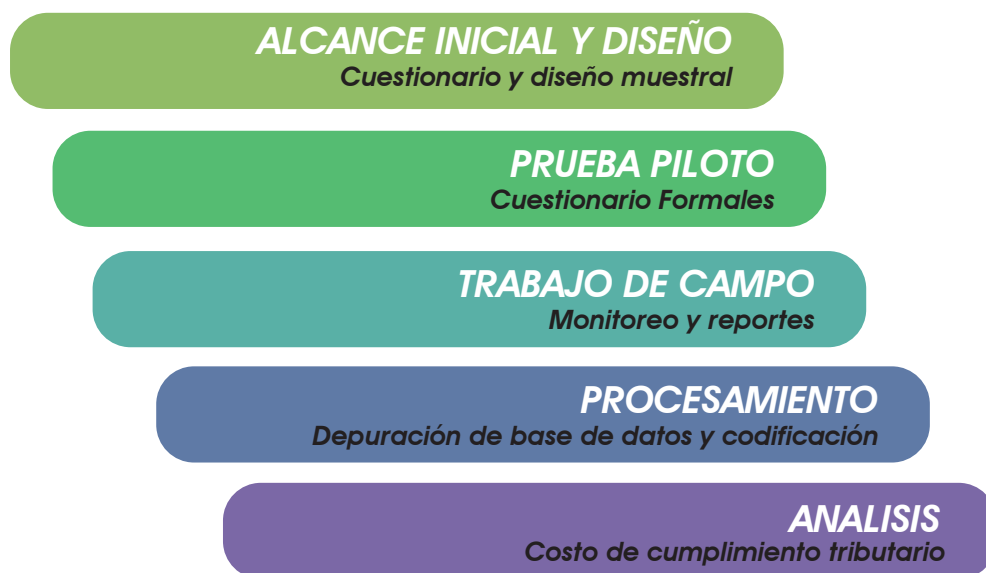 ALCANCE INICIAL Y DISEÑO
Cuestionario y diseño muestral
PRUEBA PILOTO
Cuestionario Formales
TRABAJO DE CAMPO
Monitoreo y reportes
PROCESAMIENTO
Depuración de base de datos y codificación
ANALISIS
Costo de cumplimiento tributario